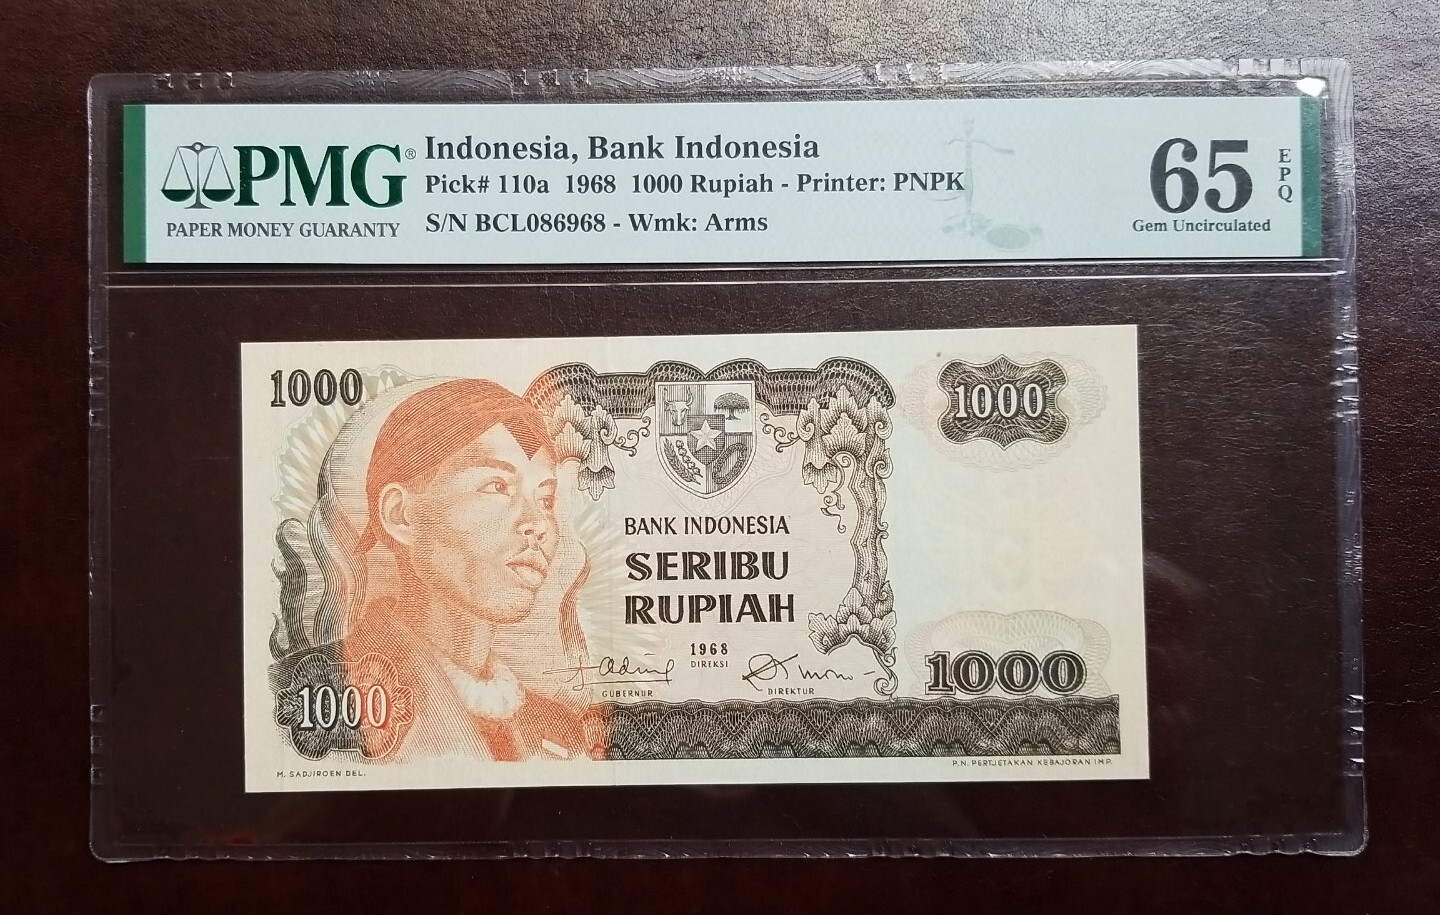 PMG®
PAPER MONEY GUARANTY
Indonesia, Bank Indonesia
Pick# 110a 1968 1000 Rupiah - Printer: PNPK
S/N BCL086968 - Wmk: Arms
65
EPQ
Gem Uncirculated
1000
1000
BANK INDONESIA
SERIBU
RUPIAH
1968
DIREKSI
GUBERNUR
DIREKTUR
1000
1000
M. SADJIROEN DEL.
P.N. PERTJETAKAN KEBAJORAN IMP.